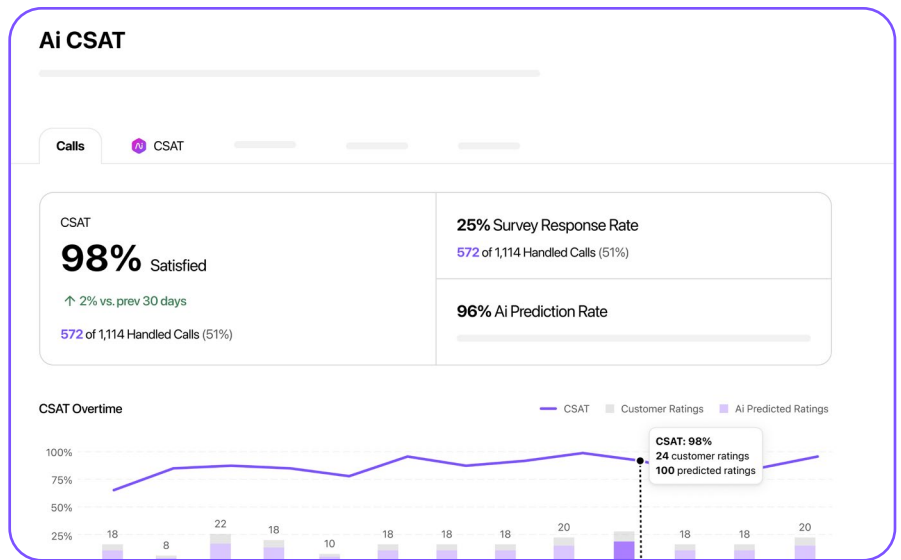 Ai CSAT
Calls
Ai CSAT
CSAT
98% Satisfied
↑ 2% vs. prev 30 days
572 of 1,114 Handled Calls (51%)
25% Survey Response Rate
572 of 1,114 Handled Calls (51%)
96% Ai Prediction Rate
CSAT Overtime
CSAT
Customer Ratings
Ai Predicted Ratings
CSAT: 98%
24 customer ratings
100 predicted ratings
100%
75%
50%
25%
18
8
22
18
10
18
18
18
20
18
18
20